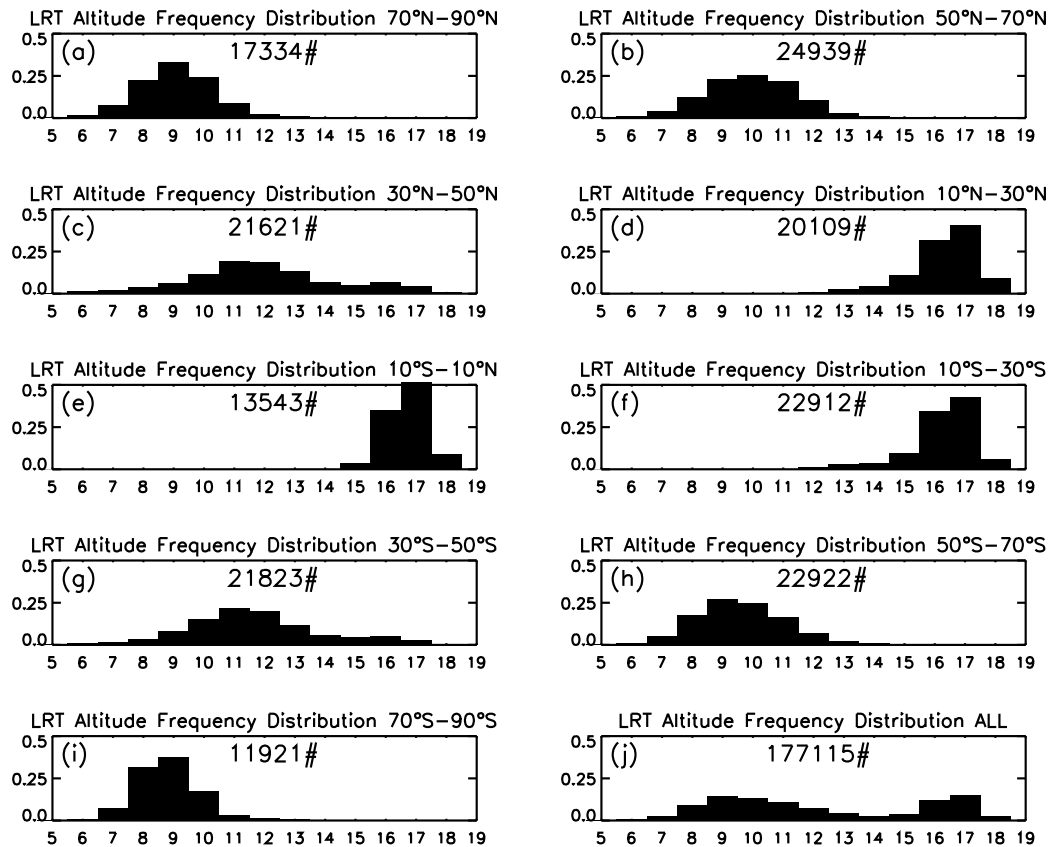 LRT Altitude Frequency Distribution 70°N−90°N
0.5
(a)
17334#
0.25
0.0
5 6 7 8 9 10 11 12 13 14 15 16 17 18 19
LRT Altitude Frequency Distribution 50°N−70°N
0.5
(b)
24939#
0.25
0.0
5 6 7 8 9 10 11 12 13 14 15 16 17 18 19
LRT Altitude Frequency Distribution 30°N−50°N
0.5
(c)
21621#
0.25
0.0
5 6 7 8 9 10 11 12 13 14 15 16 17 18 19
LRT Altitude Frequency Distribution 10°N−30°N
0.5
(d)
20109#
0.25
0.0
5 6 7 8 9 10 11 12 13 14 15 16 17 18 19
LRT Altitude Frequency Distribution 10°S−10°N
0.5
(e)
13543#
0.25
0.0
5 6 7 8 9 10 11 12 13 14 15 16 17 18 19
LRT Altitude Frequency Distribution 10°S−30°S
0.5
(f)
22912#
0.25
0.0
5 6 7 8 9 10 11 12 13 14 15 16 17 18 19
LRT Altitude Frequency Distribution 30°S−50°S
0.5
(g)
21823#
0.25
0.0
5 6 7 8 9 10 11 12 13 14 15 16 17 18 19
LRT Altitude Frequency Distribution 50°S−70°S
0.5
(h)
22922#
0.25
0.0
5 6 7 8 9 10 11 12 13 14 15 16 17 18 19
LRT Altitude Frequency Distribution 70°S−90°S
0.5
(i)
11921#
0.25
0.0
5 6 7 8 9 10 11 12 13 14 15 16 17 18 19
LRT Altitude Frequency Distribution ALL
0.5
(j)
177115#
0.25
0.0
5 6 7 8 9 10 11 12 13 14 15 16 17 18 19